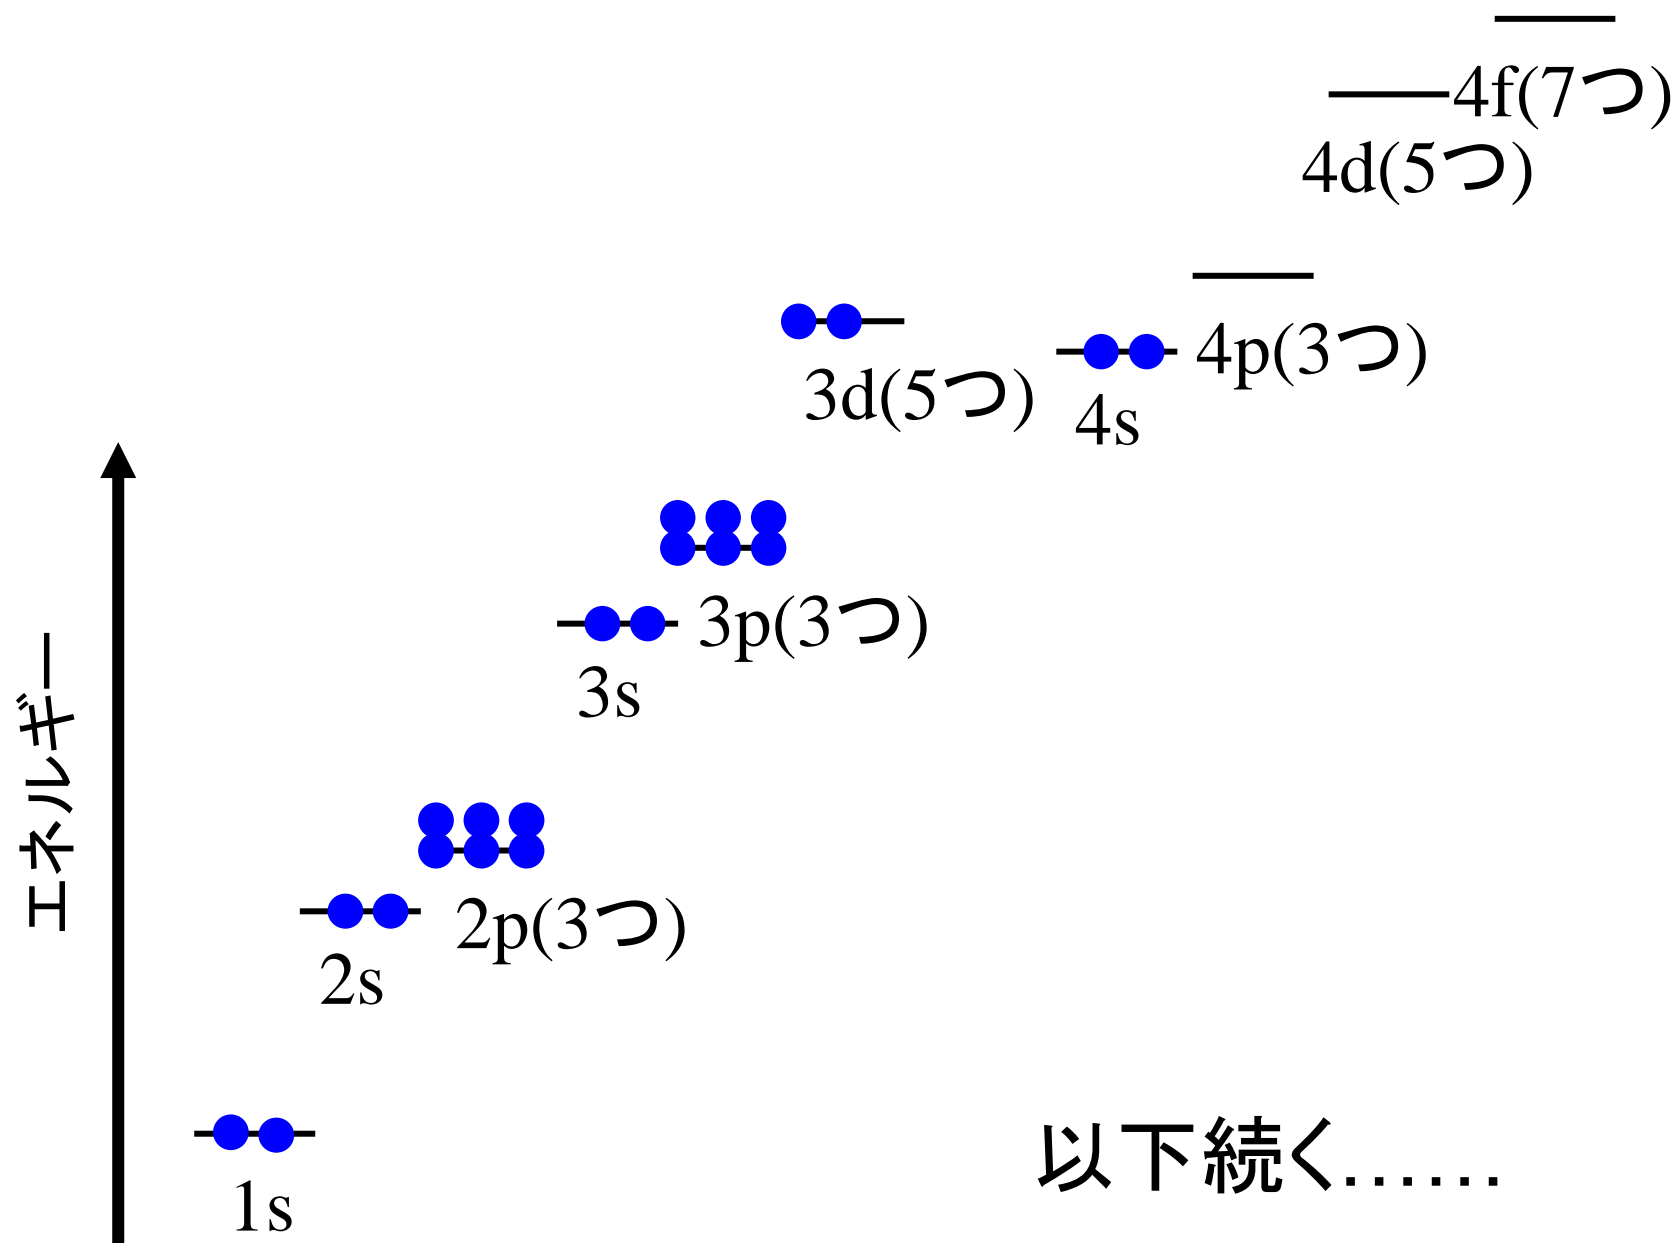 4f(7つ)
4d(5つ)
4p(3つ)
3d(5つ)
4s
3p(3つ)
3s
2p(3つ)
2s
1s
エネルギー
以下続く……